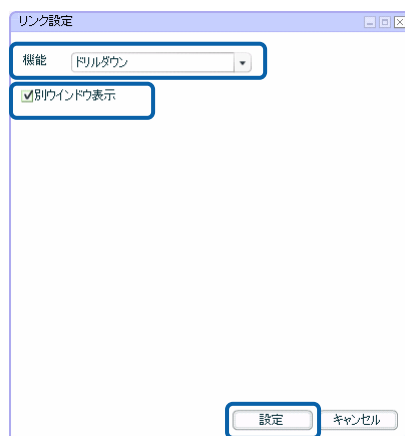 リンク設定
機能 ドリルダウン
別ウインドウ表示
設定 キャンセル